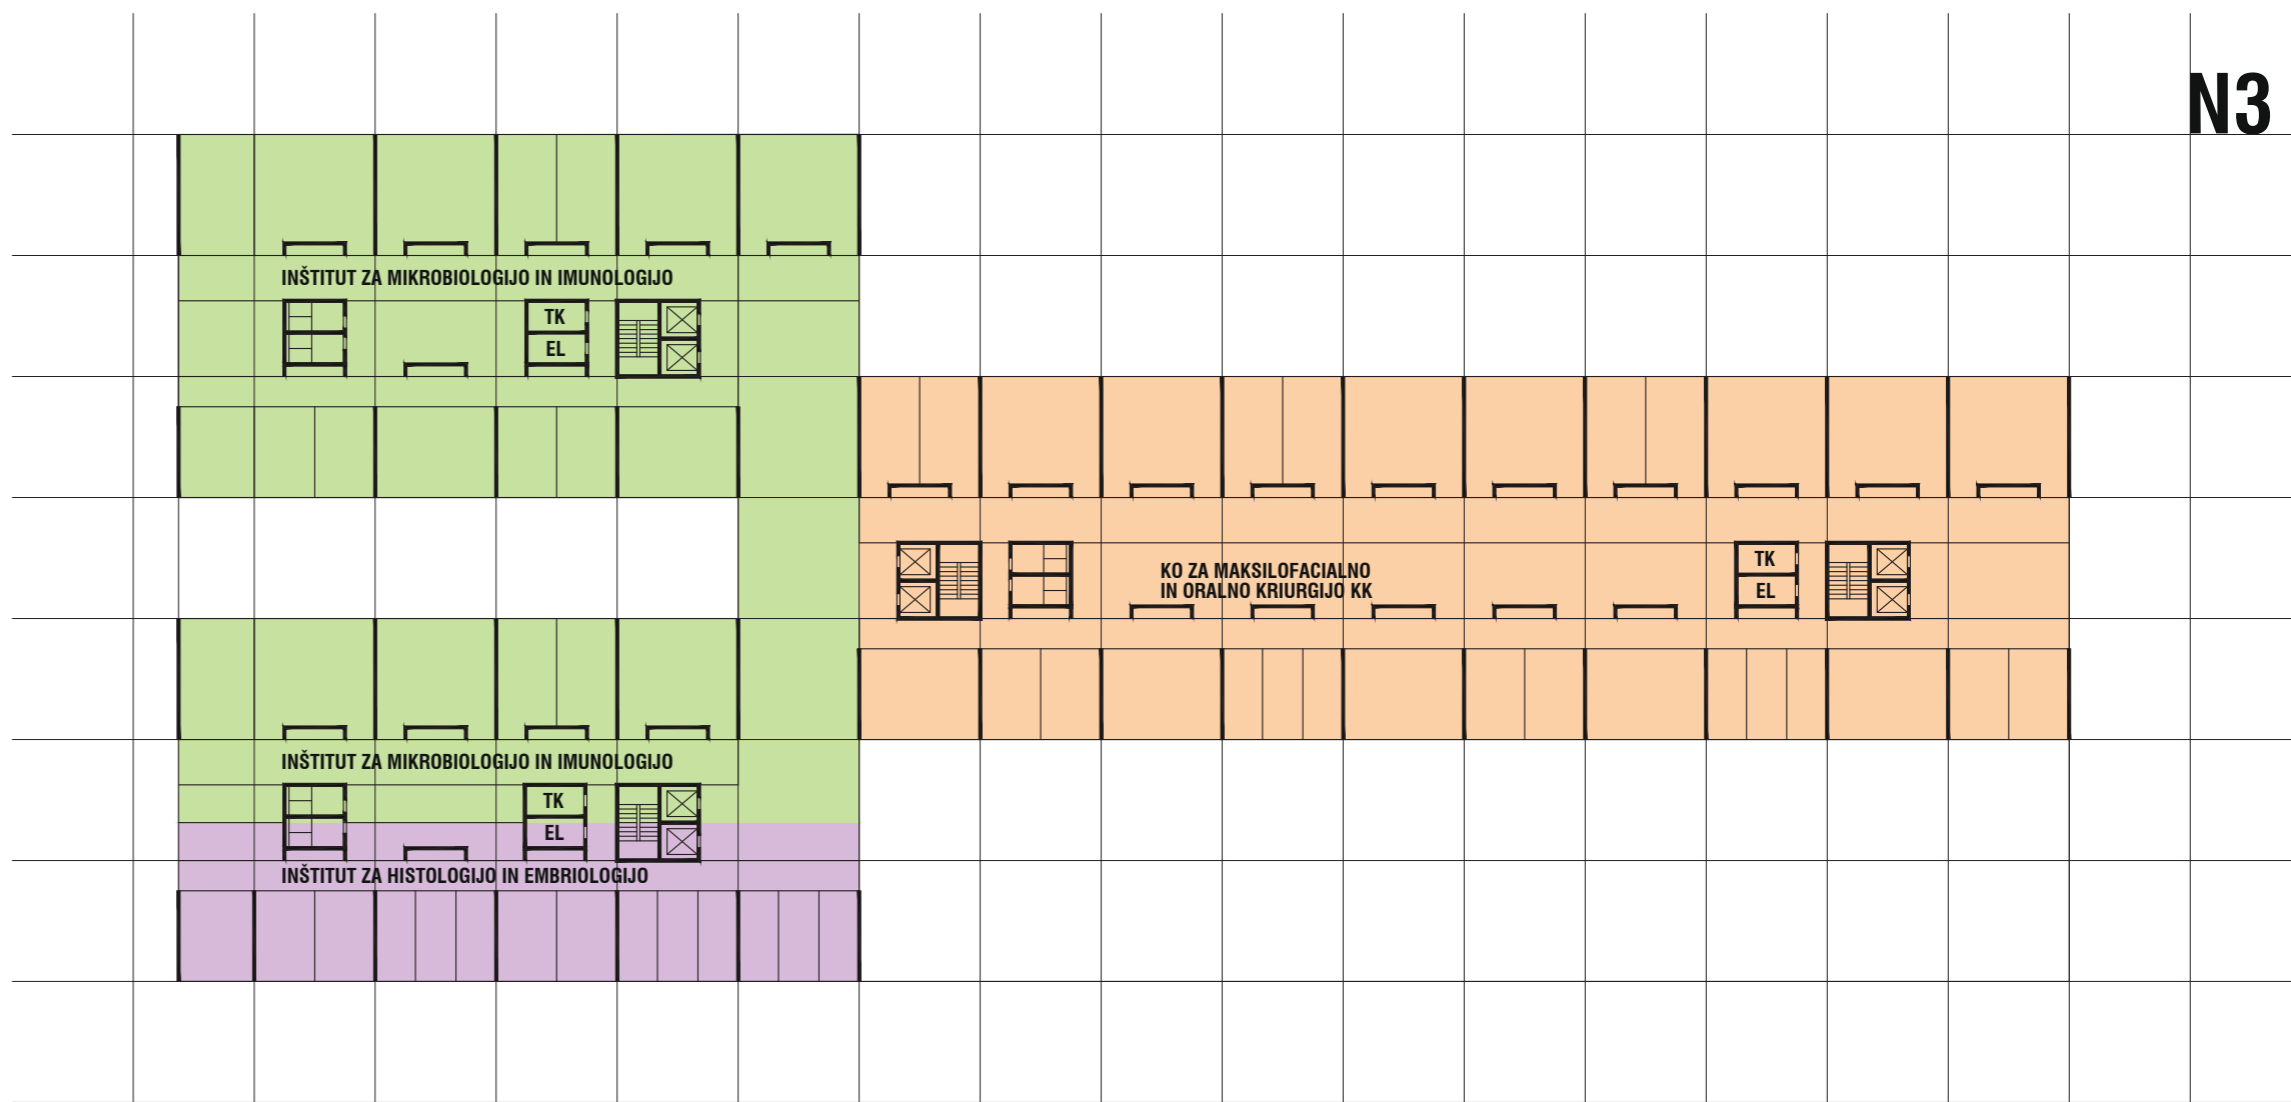 N3
INŠTITUT ZA MIKROBIOLOGIJO IN IMUNOLOGIJO
TK
EL
KO ZA MAKSILOFACIALNO
IN ORALNO KRIURGIJO KK
TK
EL
INŠTITUT ZA MIKROBIOLOGIJO IN IMUNOLOGIJO
TK
EL
INŠTITUT ZA HISTOLOGIJO IN EMBRIOLOGIJO